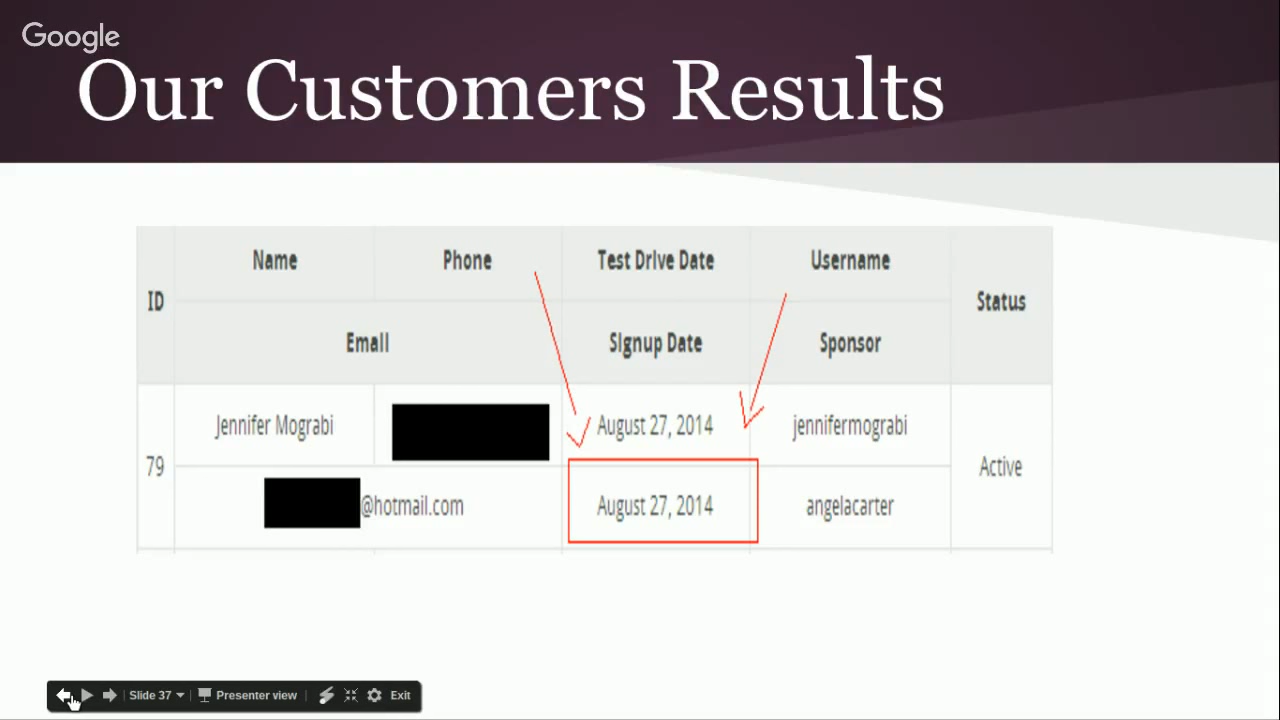 Google
Our Customers Results
Name Phone Test Drive Date Username
ID Status
Email Signup Date Sponsor
Jennifer Mograbi August 27, 2014 jennifermograbi
79 Active
@hotmail.com August 27, 2014 angelacarter
Slide 37 Presenter view Exit